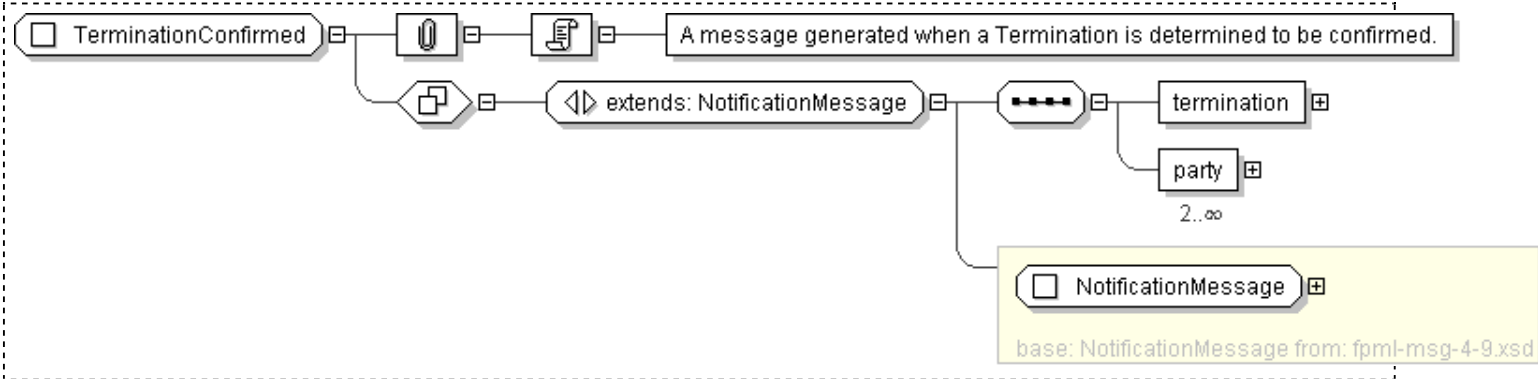 TerminationConfirmed
A message generated when a Termination is determined to be confirmed.
extends: NotificationMessage
termination
party
2..∞
NotificationMessage
base: NotificationMessage from: fpml-msg-4-9.xsd